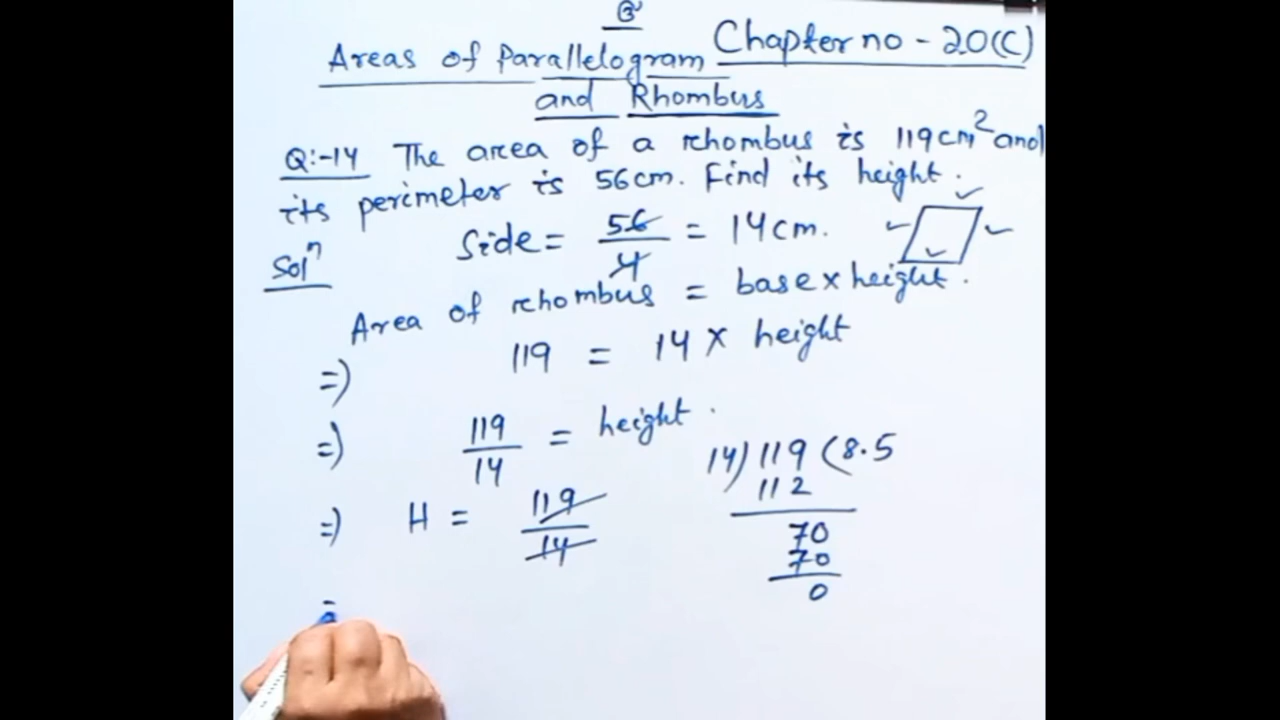 Areas of Parallelogram Chapter no - 20(C)
and Rhombus
Q:-14 The area of a rhombus is 119cm² and
its perimeter is 56cm. Find its height.
Solⁿ Side = 56/4 = 14cm.
Area of rhombus = base x height.
=) 119 = 14 X height
=) 119/14 = height.
14) 119 (8.5
112
70
70
0
=) H = 119/14
=